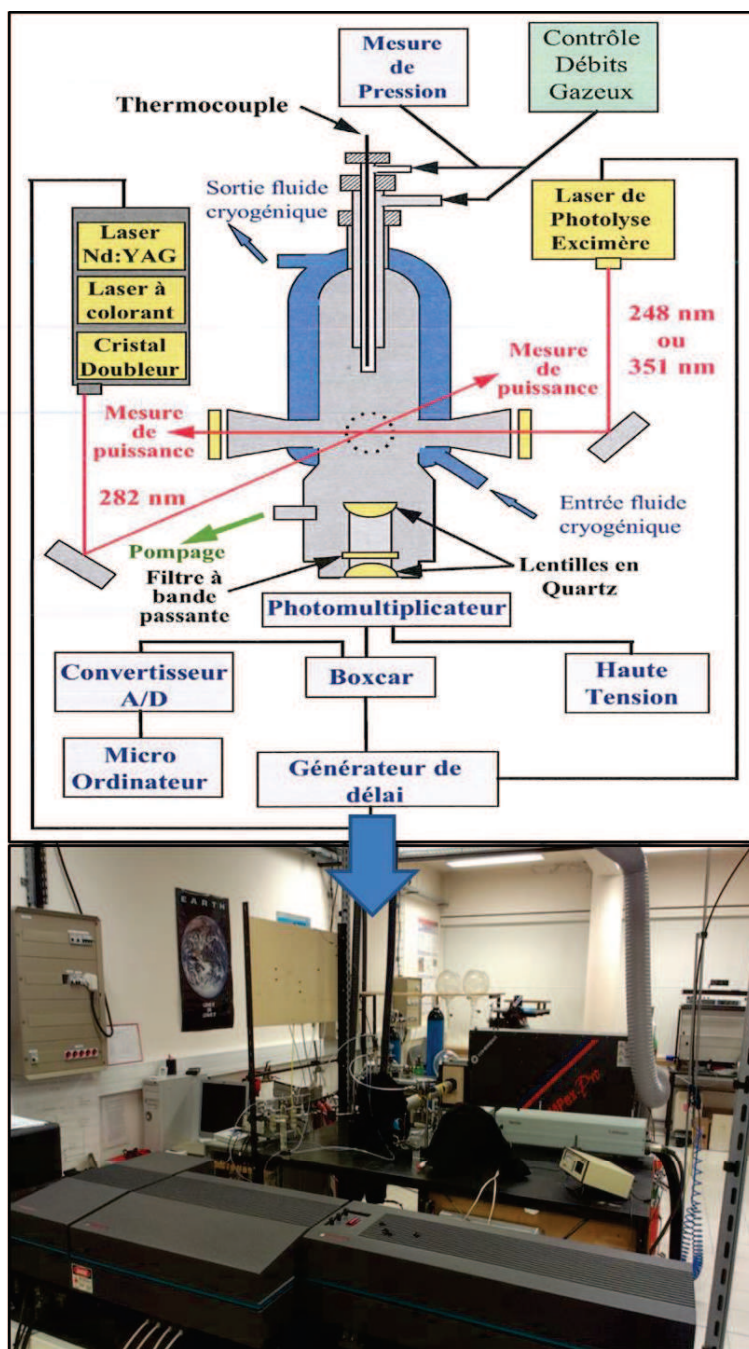 Mesure
de
Pression
Contrôle
Débits
Gazeux
Thermocouple
Sortie fluide
cryogénique
Laser
Nd:YAG
Laser à
colorant
Cristal
Doubleur
Laser de
Photolyse
Excimère
248 nm
ou
351 nm
Mesure
de
puissance
Mesure
de
puissance
282 nm
Entrée fluide
cryogénique
Pompage
Filtre à
bande
passante
Lentilles en
Quartz
Photomultiplicateur
Convertisseur
A/D
Boxcar
Haute
Tension
Micro
Ordinateur
Générateur de
délai
EARTH
Pro